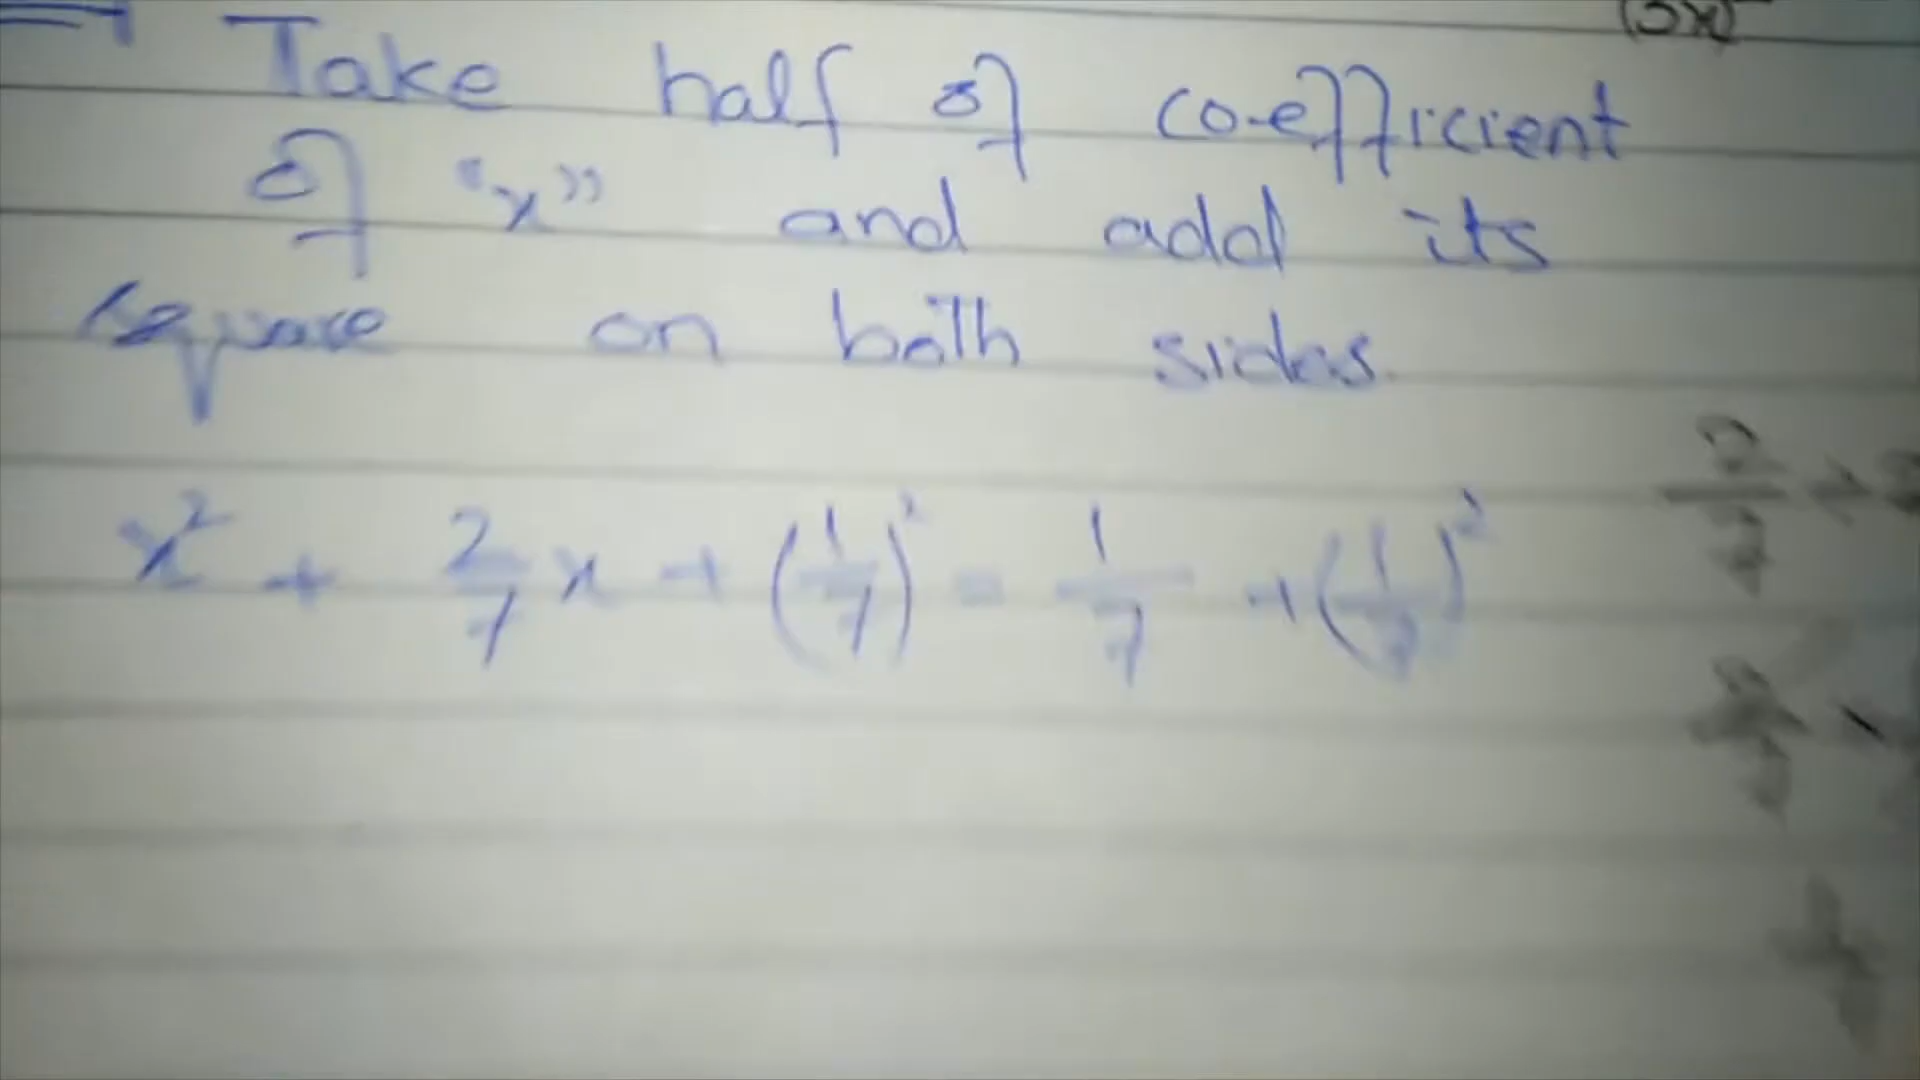 Take half of co-efficient
of "x" and add its
square on both sides.
x² + 2/7 x + (1/7)² = 1/7 + (1/7)²